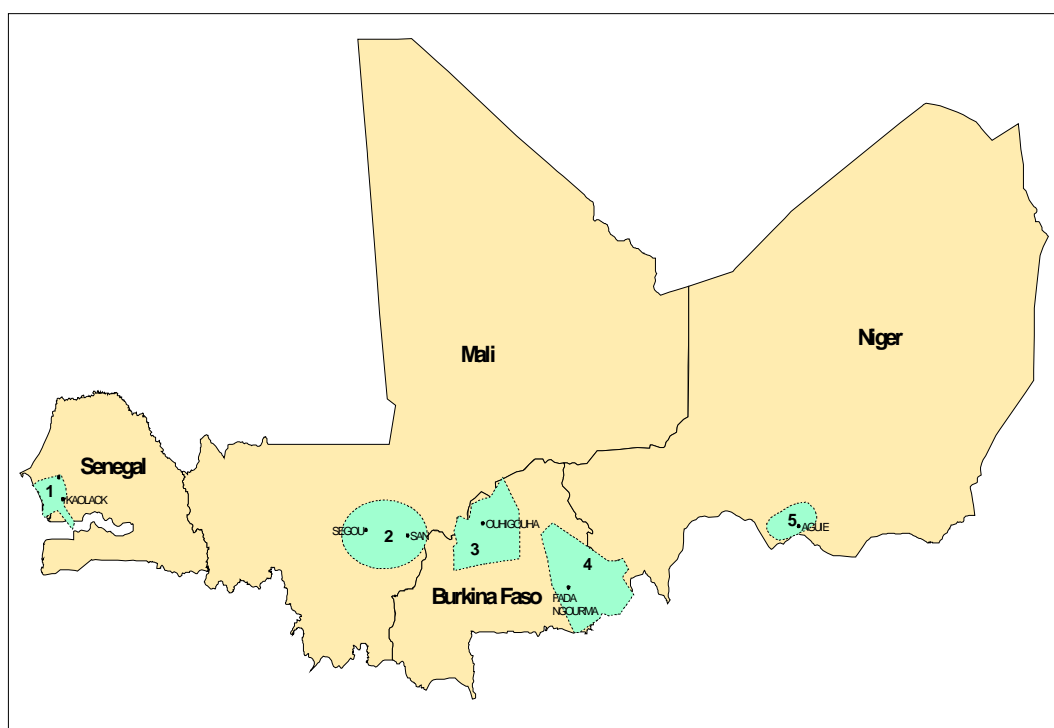 Mali
Niger
Senegal
1
KAOLACK
SEGOU
2
SAN
OUHIGOUHA
3
5
AGUIE
4
Burkina Faso
FADA
NGOURMA